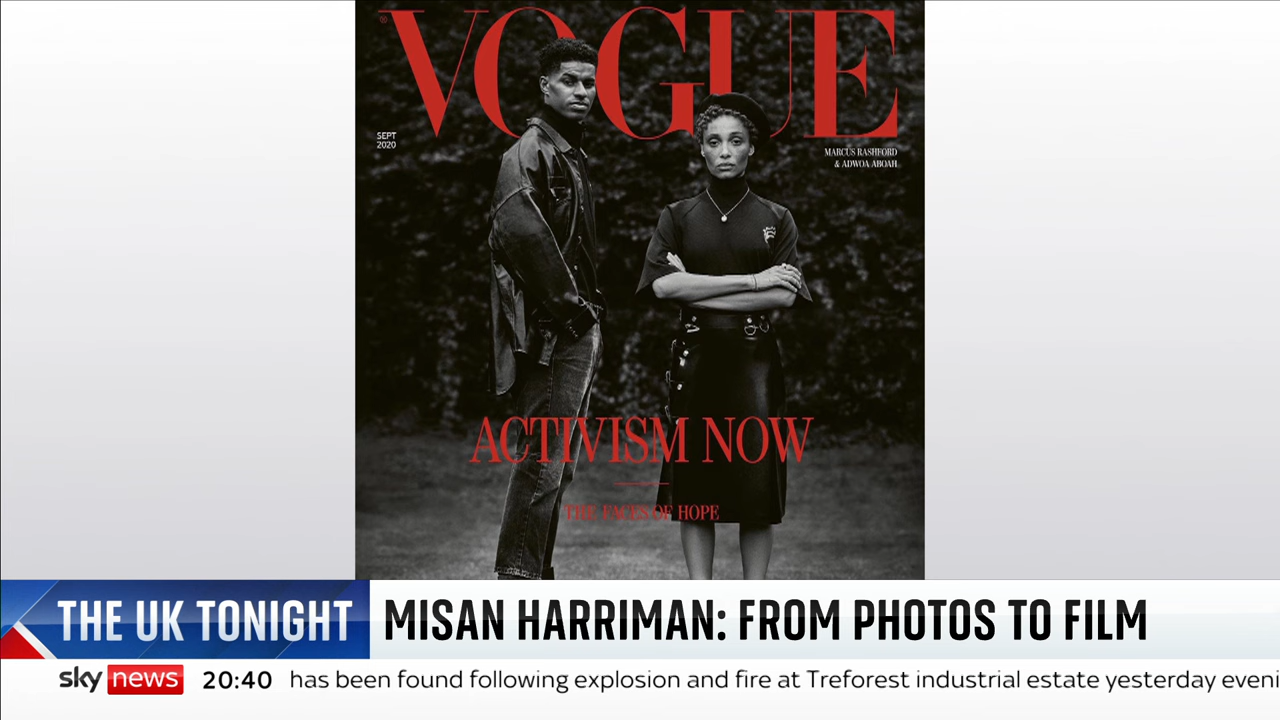 VOGUE
SEPT
2020
MARCUS RASHFORD
& ADWOA ABOAH
ACTIVISM NOW
THE FACES OF HOPE
THE UK TONIGHT
MISAN HARRIMAN: FROM PHOTOS TO FILM
sky news
20:40
has been found following explosion and fire at Treforest industrial estate yesterday eveni